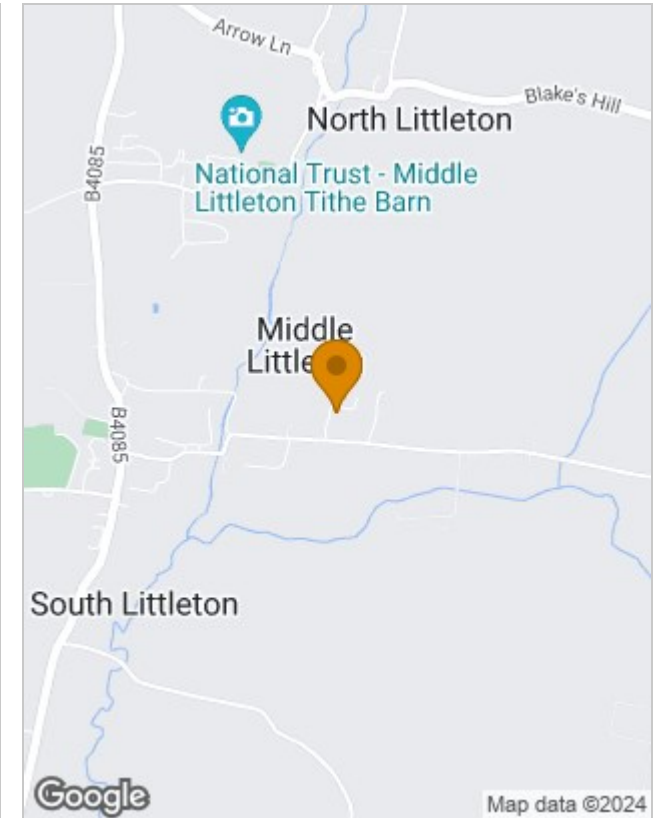 Arrow Ln
Blake's Hill
North Littleton
B4085
National Trust - Middle
Littleton Tithe Barn
Middle
B4085
South Littleton
Google
Map data ©2024